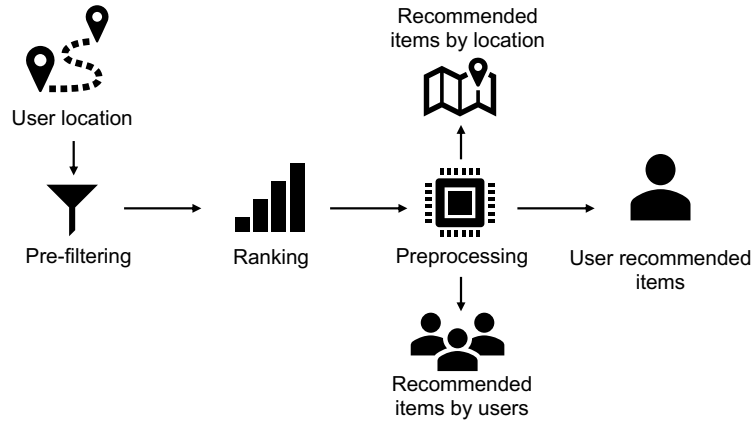 Recommended
items by location
User location
Pre-filtering
Ranking
Preprocessing
User recommended
items
Recommended
items by users